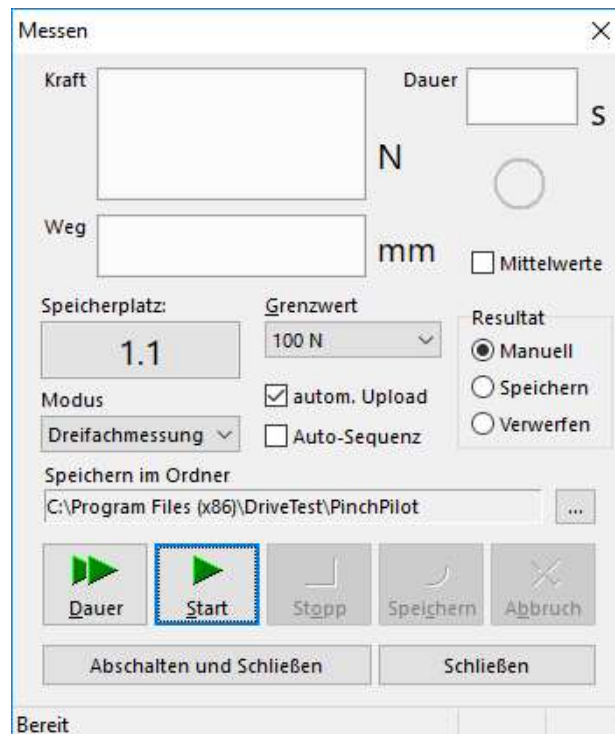 Messen
Kraft
Dauer
s
N
Weg
mm
Mittelwerte
Speicherplatz:
1.1
Grenzwert
100 N
Resultat
Manuell
Speichern
Verwerfen
Modus
Dreifachmessung
autom. Upload
Auto-Sequenz
Speichern im Ordner
C:\Program Files (x86)\DriveTest\PinchPilot
...
Dauer
Start
Stopp
Speichern
Abbruch
Abschalten und Schließen
Schließen
Bereit